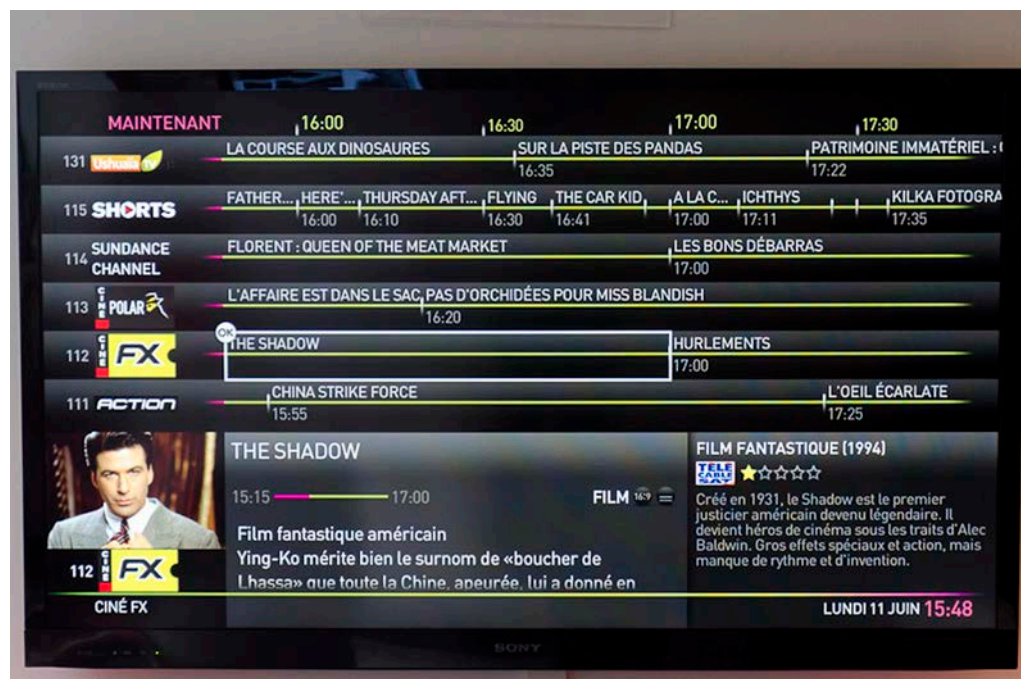 MAINTENANT 16:00 16:30 17:00 17:30
131 Ushuaïa TV LA COURSE AUX DINOSAURES SUR LA PISTE DES PANDAS PATRIMOINE IMMATÉRIEL :
16:35 17:22
115 SHORTS FATHER... HERE'... THURSDAY AFT... FLYING THE CAR KID A LA C... ICHTHYS KILKA FOTOGRA
16:00 16:10 16:30 16:41 17:00 17:11 17:35
114 SUNDANCE CHANNEL FLORENT : QUEEN OF THE MEAT MARKET LES BONS DÉBARRAS
17:00
113 CINE POLAR L'AFFAIRE EST DANS LE SAC PAS D'ORCHIDÉES POUR MISS BLANDISH
16:20
OK
112 CINE FX THE SHADOW HURLEMENTS
17:00
111 ACTION CHINA STRIKE FORCE L'OEIL ÉCARLATE
15:55 17:25
THE SHADOW
15:15 17:00 FILM 16:9
Film fantastique américain
Ying-Ko mérite bien le surnom de «boucher de
Lhassa» que toute la Chine, apeurée, lui a donné en
FILM FANTASTIQUE (1994)
TELE CABLE SAT
Créé en 1931, le Shadow est le premier
justicier américain devenu légendaire. Il
devient héros de cinéma sous les traits d'Alec
Baldwin. Gros effets spéciaux et action, mais
manque de rythme et d'invention.
112 CINE FX
CINÉ FX
LUNDI 11 JUIN 15:48
SONY